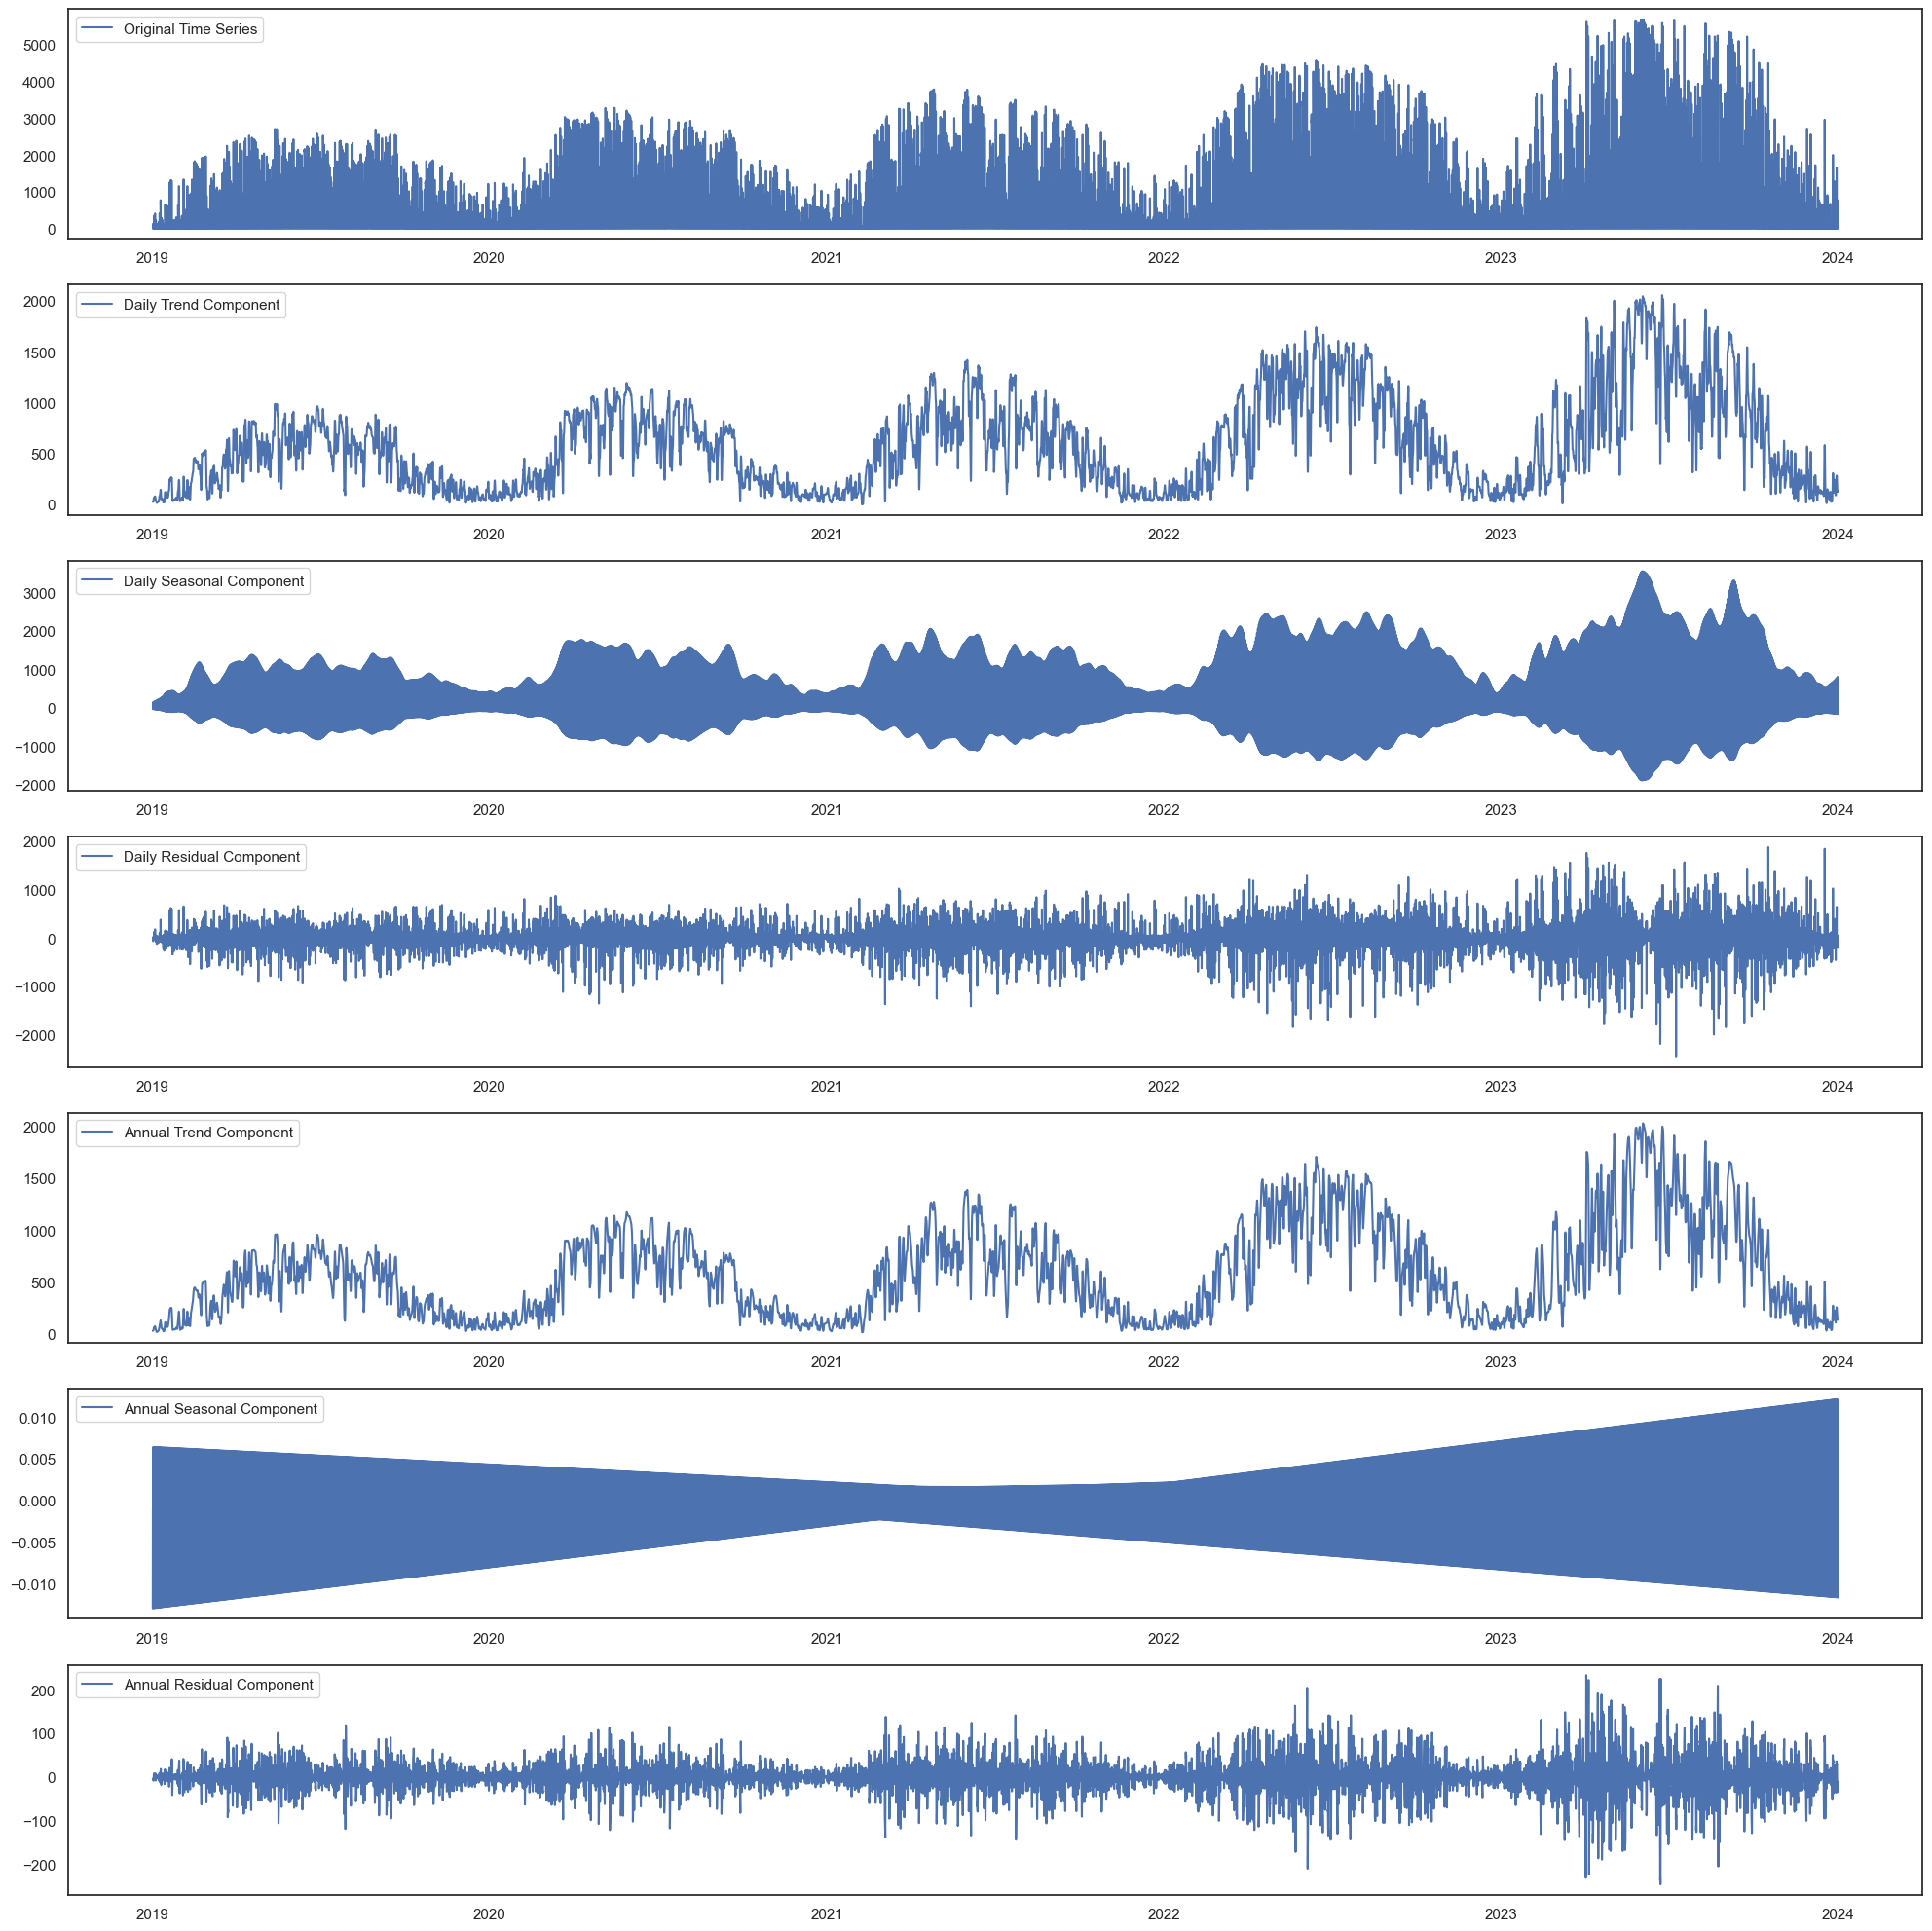 Original Time Series
5000
4000
3000
2000
1000
0
2019 2020 2021 2022 2023 2024
Daily Trend Component
2000
1500
1000
500
0
2019 2020 2021 2022 2023 2024
Daily Seasonal Component
3000
2000
1000
0
−1000
−2000
2019 2020 2021 2022 2023 2024
Daily Residual Component
2000
1000
0
−1000
−2000
2019 2020 2021 2022 2023 2024
Annual Trend Component
2000
1500
1000
500
0
2019 2020 2021 2022 2023 2024
Annual Seasonal Component
0.010
0.005
0.000
−0.005
−0.010
2019 2020 2021 2022 2023 2024
Annual Residual Component
200
100
0
−100
−200
2019 2020 2021 2022 2023 2024